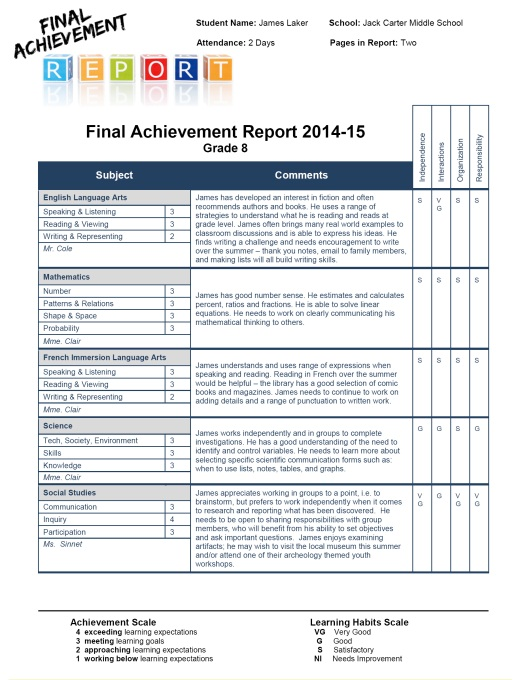 FINAL
ACHIEVEMENT
REPORT
Student Name: James Laker School: Jack Carter Middle School
Attendance: 2 Days Pages in Report: Two
Final Achievement Report 2014-15
Grade 8
Subject Comments Independence Interactions Organization Responsibility
English Language Arts
Speaking & Listening 3
Reading & Viewing 3
Writing & Representing 2
Mr. Cole
James has developed an interest in fiction and often
recommends authors and books. He uses a range of
strategies to understand what he is reading and reads at
grade level. James often brings many real world examples to
classroom discussions and is able to express his ideas. He
finds writing a challenge and needs encouragement to write
over the summer – thank you notes, email to family members,
and making lists will all build writing skills.
S VG S S
Mathematics
Number 3
Patterns & Relations 3
Shape & Space 3
Probability 3
Mme. Clair
James has good number sense. He estimates and calculates
percent, ratios and fractions. He is able to solve linear
equations. He needs to work on clearly communicating his
mathematical thinking to others.
S S S S
French Immersion Language Arts
Speaking & Listening 3
Reading & Viewing 3
Writing & Representing 2
Mme. Clair
James understands and uses range of expressions when
speaking and reading. Reading in French over the summer
would be helpful – the library has a good selection of comic
books and magazines. James needs to continue to work on
adding details and a range of punctuation to written work.
S S S S
Science
Tech, Society, Environment 3
Skills 3
Knowledge 3
Mme. Clair
James works independently and in groups to complete
investigations. He has a good understanding of the need to
identify and control variables. He needs to learn more about
selecting specific scientific communication forms such as:
when to use lists, notes, tables, and graphs.
G G S G
Social Studies
Communication 3
Inquiry 4
Participation 3
Ms. Sinnet
James appreciates working in groups to a point, i.e. to
brainstorm, but prefers to work independently when it comes
to research and reporting what has been discovered. He
needs to be open to sharing responsibilities with group
members, who will benefit from his ability to set objectives
and ask important questions. James enjoys examining
artifacts; he may wish to visit the local museum this summer
and/or attend one of their archeology themed youth
workshops.
VG G VG VG
Achievement Scale
4 exceeding learning expectations
3 meeting learning goals
2 approaching learning expectations
1 working below learning expectations
Learning Habits Scale
VG Very Good
G Good
S Satisfactory
NI Needs Improvement